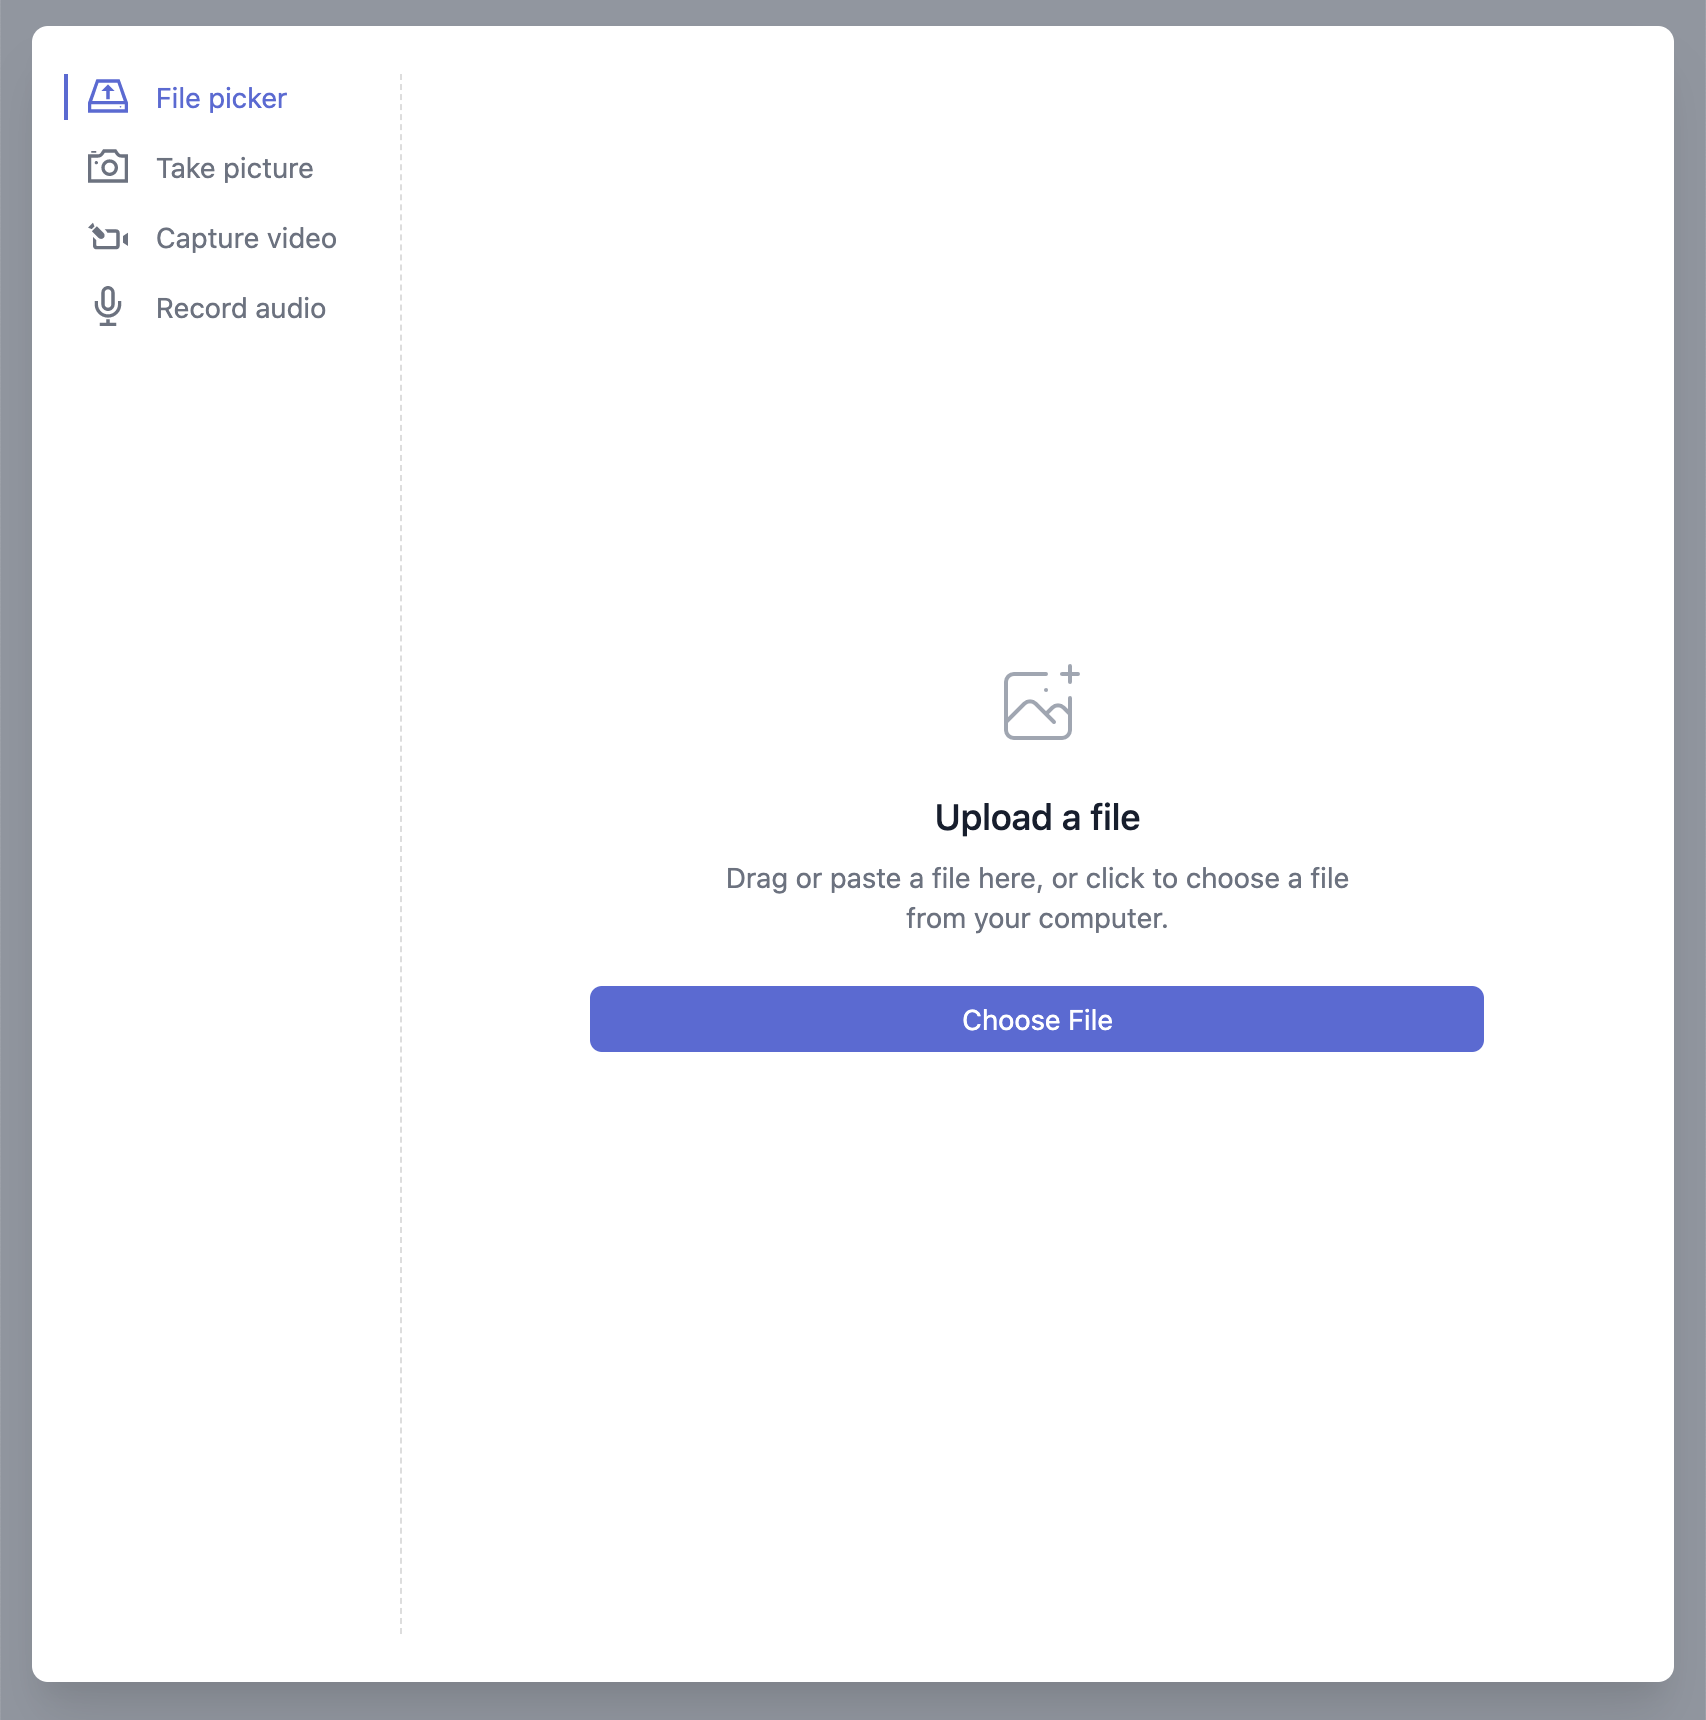 File picker
Take picture
Capture video
Record audio
Upload a file
Drag or paste a file here, or click to choose a file
from your computer.
Choose File